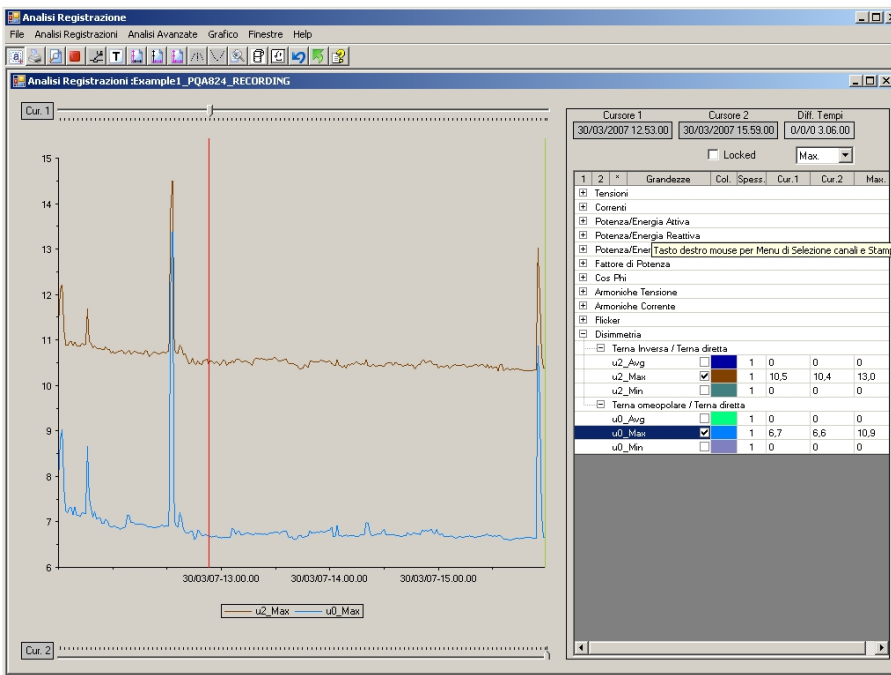 Analisi Registrazione
File Analisi Registrazioni Analisi Avanzate Grafico Finestre Help
Analisi Registrazioni :Example1_PQA824_RECORDING
Cur. 1
15
14
13
12
11
10
9
8
7
6
30/03/07-13.00.00 30/03/07-14.00.00 30/03/07-15.00.00
u2_Max u0_Max
Cur. 2
Cursore 1 Cursore 2 Diff. Tempi
30/03/2007 12.53.00 30/03/2007 15.59.00 0/0/0 3.06.00
Locked Max.
1 2 * Grandezze Col. Spess. Cur.1 Cur.2 Max.
Tensioni
Correnti
Potenza/Energia Attiva
Potenza/Energia Reattiva
Potenza/Ener Tasto destro mouse per Menu di Selezione canali e Stam
Fattore di Potenza
Cos Phi
Armoniche Tensione
Armoniche Corrente
Flicker
Disimmetria
Terna Inversa / Terna diretta
u2_Avg 1 0 0 0
u2_Max 1 10,5 10,4 13,0
u2_Min 1 0 0 0
Terna omeopolare / Terna diretta
u0_Avg 1 0 0 0
u0_Max 1 6,7 6,6 10,9
u0_Min 1 0 0 0